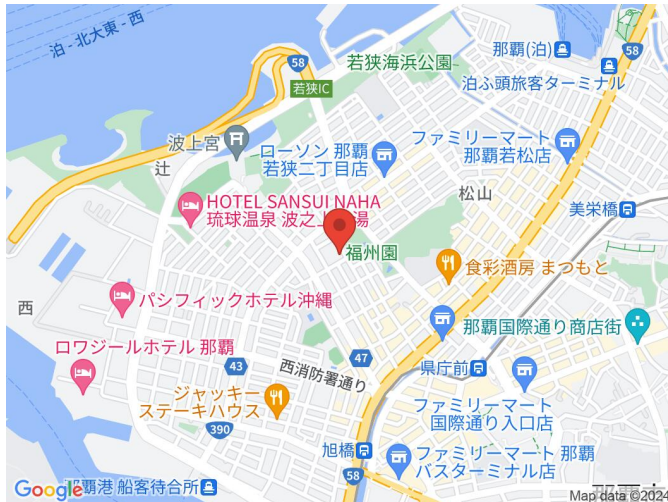 泊-北大東-西
58
若狭IC
若狭海浜公園
那覇(泊)
58
泊ふ頭旅客ターミナル
波上宮
辻
ローソン 那覇
若狭二丁目店
ファミリーマート
那覇若松店
松山
美栄橋
HOTEL SANSUI NAHA
琉球温泉 波之上
湯
福州園
食彩酒房 まつもと
西
パシフィックホテル沖縄
那覇国際通り商店街
ロワジールホテル 那覇
43
47
西消防署通り
県庁前
ジャッキー
ステーキハウス
ファミリーマート
国際通り入口店
390
旭橋
58
ファミリーマート 那覇
バスターミナル店
Google
那覇港 船客待合所
Map data ©2024